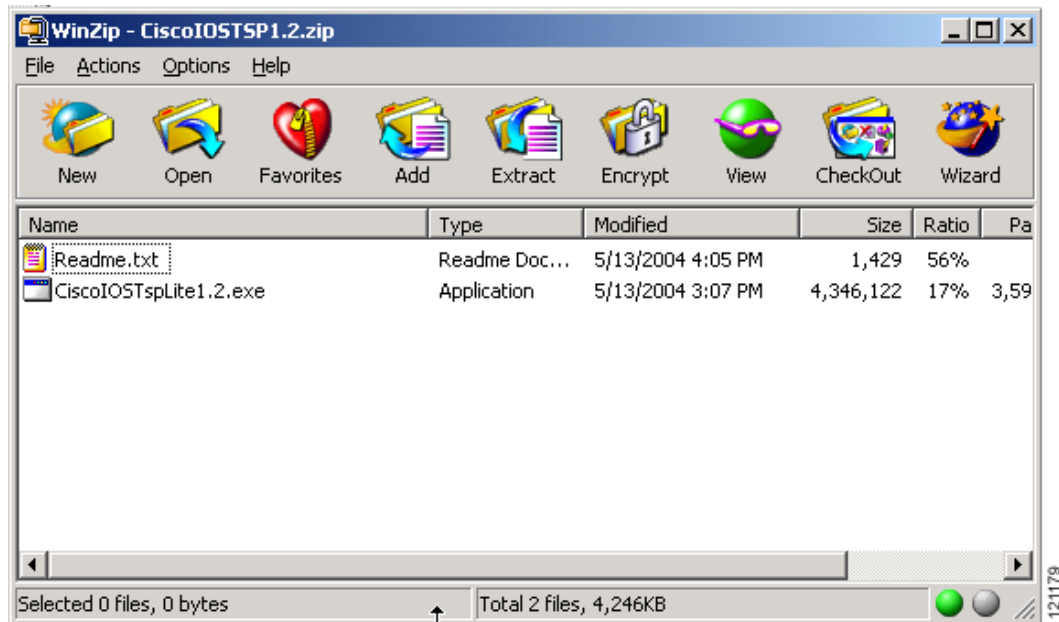 WinZip - CiscoIOSTSP1.2.zip
File Actions Options Help
New Open Favorites Add Extract Encrypt View CheckOut Wizard
Name Type Modified Size Ratio Pa
Readme.txt Readme Doc... 5/13/2004 4:05 PM 1,429 56%
CiscoIOSTspLite1.2.exe Application 5/13/2004 3:07 PM 4,346,122 17% 3,59
Selected 0 files, 0 bytes Total 2 files, 4,246KB
121179